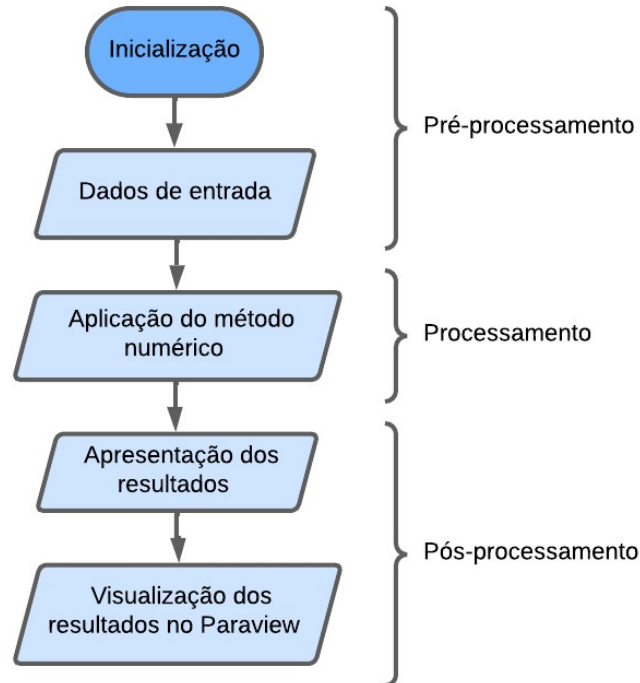 Inicialização
Pré-processamento
Dados de entrada
Aplicação do método
numérico
Processamento
Apresentação dos
resultados
Pós-processamento
Visualização dos
resultados no Paraview